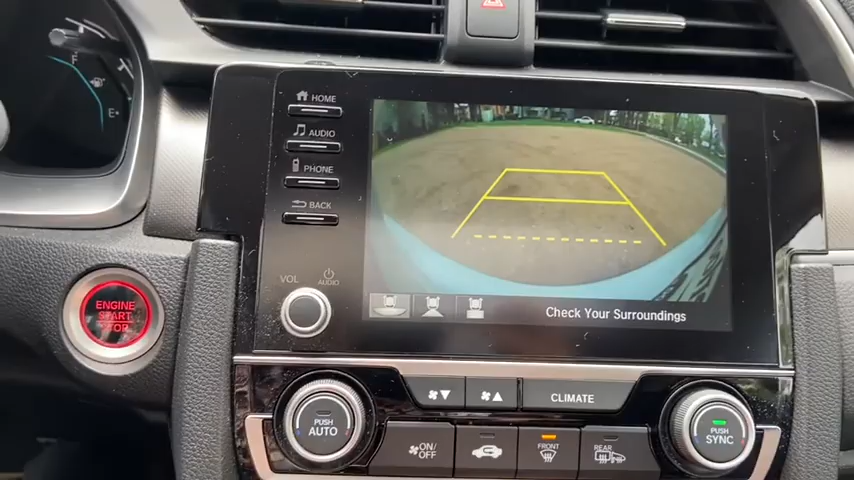 F
E
HOME
AUDIO
PHONE
BACK
VOL
AUDIO
Check Your Surroundings
ENGINE
START
STOP
PUSH
AUTO
CLIMATE
ON/
OFF
FRONT
REAR
PUSH
SYNC